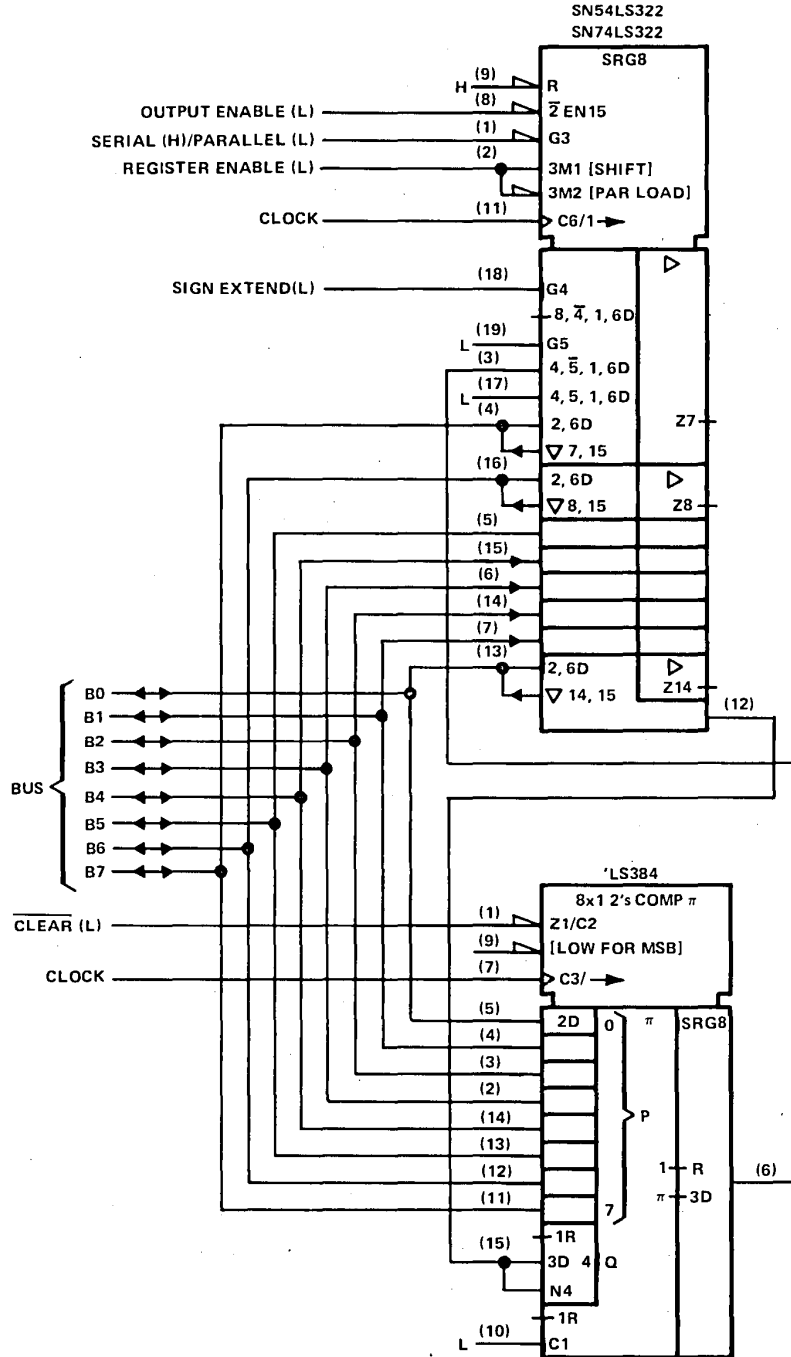 SN54LS322
SN74LS322
SRG8
H (9) R
OUTPUT ENABLE (L) (8) 2̅ EN15
SERIAL (H)/PARALLEL (L) (1) G3
REGISTER ENABLE (L) (2) 3M1 [SHIFT]
3M2 [PAR LOAD]
CLOCK (11) C6/1
SIGN EXTEND(L) (18) G4
8, 4̅, 1, 6D
L (19) G5
(3) 4, 5̅, 1, 6D
L (17) 4, 5, 1, 6D
(4) 2, 6D Z7
▽ 7, 15
(16) 2, 6D
▽ 8, 15 Z8
(5)
(15)
(6)
(14)
(7)
(13) 2, 6D
▽ 14, 15 Z14
(12)
BUS
B0
B1
B2
B3
B4
B5
B6
B7
'LS384
8x1 2's COMP π
C̅L̅E̅A̅R̅ (L) (1) Z1/C2
(9) [LOW FOR MSB]
CLOCK (7) C3/
(5) 2D 0 π SRG8
(4)
(3)
(2)
(14) P
(13)
(12) 1 R (6)
(11) 7 π 3D
1R
(15) 3D 4 Q
N4
1R
L (10) C1